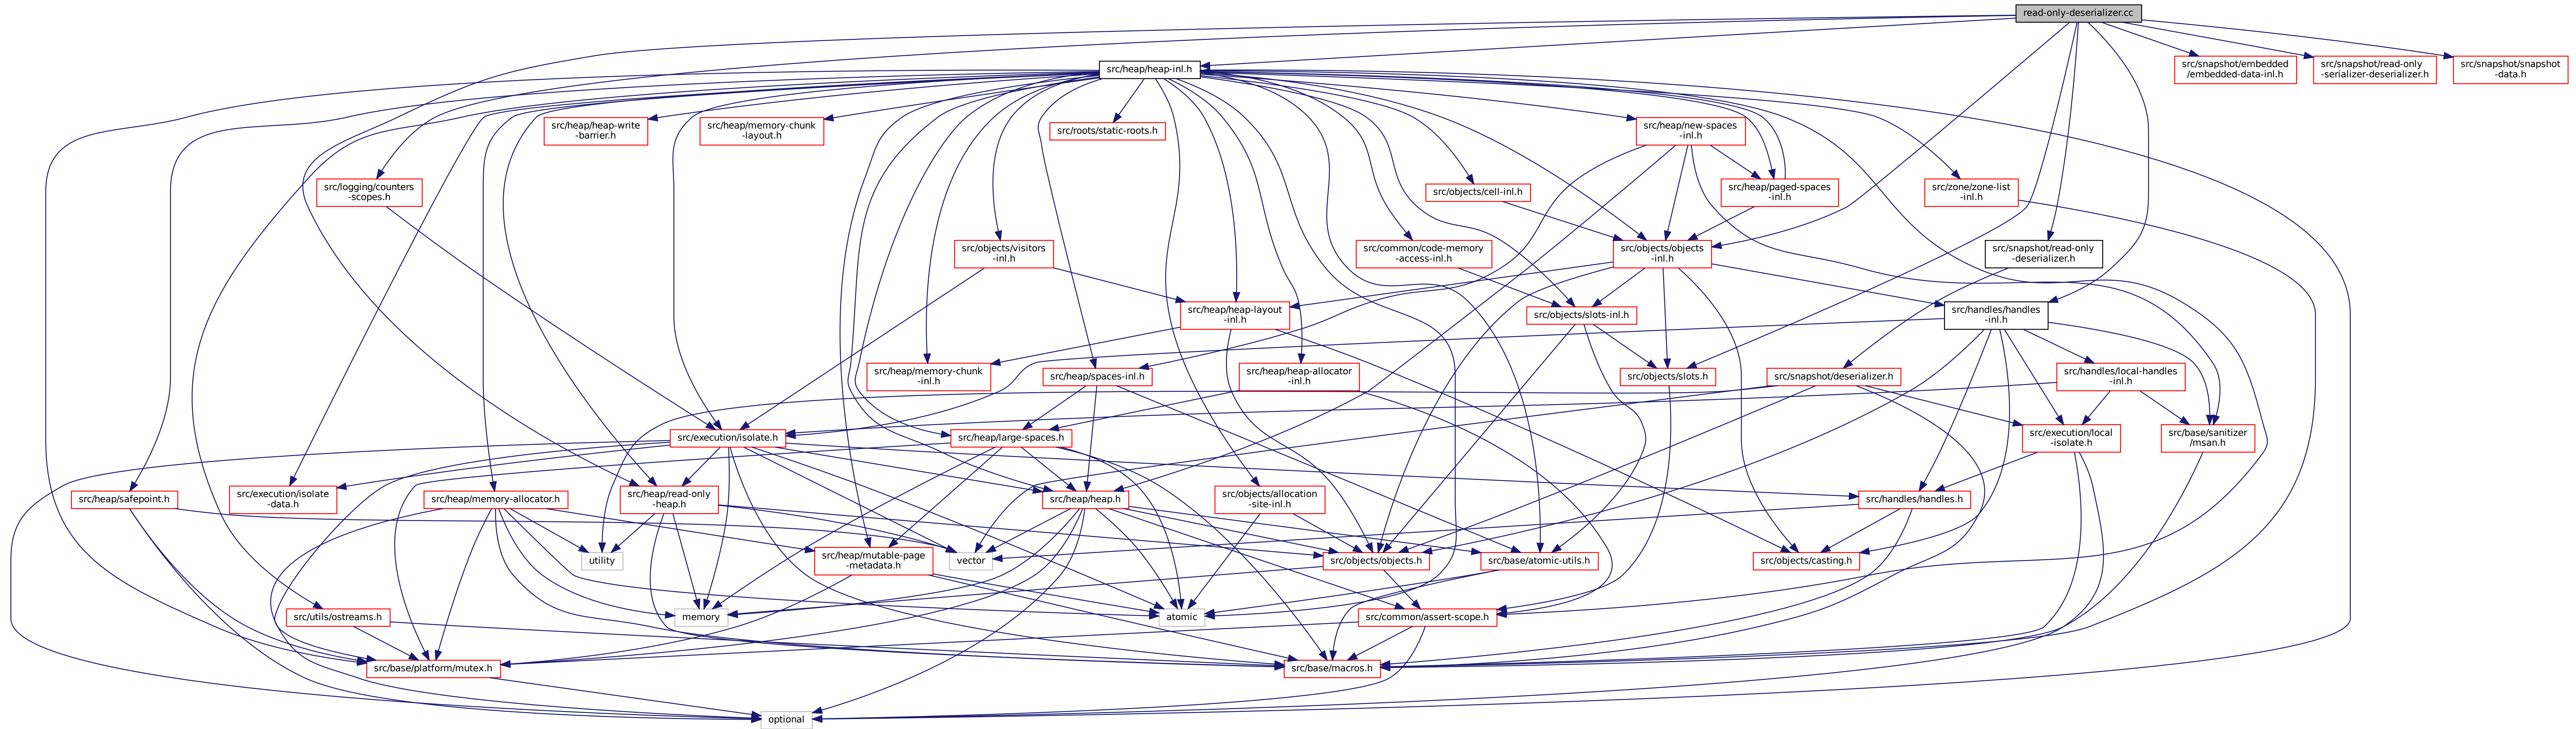 read-only-deserializer.cc
src/heap/heap-inl.h
src/snapshot/embedded
/embedded-data-inl.h
src/snapshot/read-only
-serializer-deserializer.h
src/snapshot/snapshot
-data.h
src/heap/heap-write
-barrier.h
src/heap/memory-chunk
-layout.h
src/roots/static-roots.h
src/heap/new-spaces
-inl.h
src/logging/counters
-scopes.h
src/objects/cell-inl.h
src/heap/paged-spaces
-inl.h
src/zone/zone-list
-inl.h
src/objects/visitors
-inl.h
src/common/code-memory
-access-inl.h
src/objects/objects
-inl.h
src/snapshot/read-only
-deserializer.h
src/heap/heap-layout
-inl.h
src/objects/slots-inl.h
src/handles/handles
-inl.h
src/heap/memory-chunk
-inl.h
src/heap/spaces-inl.h
src/heap/heap-allocator
-inl.h
src/objects/slots.h
src/snapshot/deserializer.h
src/handles/local-handles
-inl.h
src/execution/isolate.h
src/heap/large-spaces.h
src/execution/local
-isolate.h
src/base/sanitizer
/msan.h
src/heap/safepoint.h
src/execution/isolate
-data.h
src/heap/memory-allocator.h
src/heap/read-only
-heap.h
src/heap/heap.h
src/objects/allocation
-site-inl.h
src/handles/handles.h
utility
src/heap/mutable-page
-metadata.h
vector
src/objects/objects.h
src/base/atomic-utils.h
src/objects/casting.h
src/utils/ostreams.h
memory
atomic
src/common/assert-scope.h
src/base/platform/mutex.h
src/base/macros.h
optional